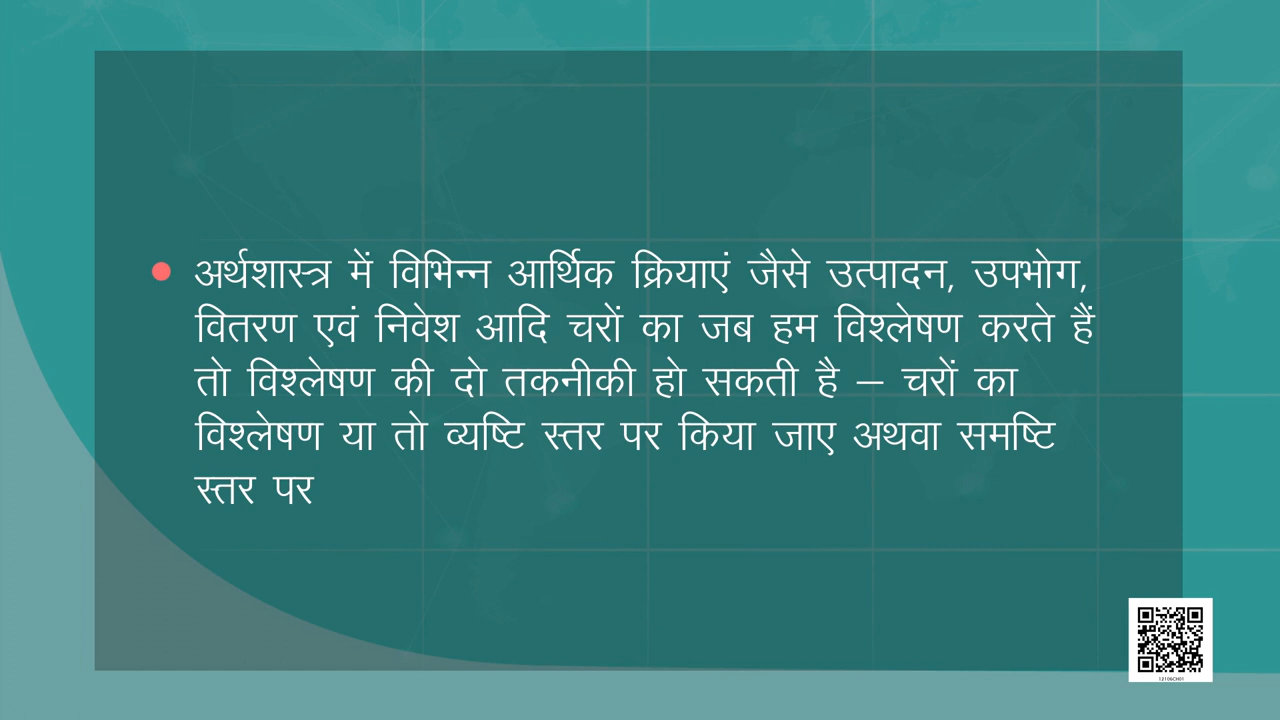 अर्थशास्त्र में विभिन्न आर्थिक क्रियाएं जैसे उत्पादन, उपभोग,
वितरण एवं निवेश आदि चरों का जब हम विश्लेषण करते हैं
तो विश्लेषण की दो तकनीकी हो सकती है – चरों का
विश्लेषण या तो व्यष्टि स्तर पर किया जाए अथवा समष्टि
स्तर पर
12108CH01